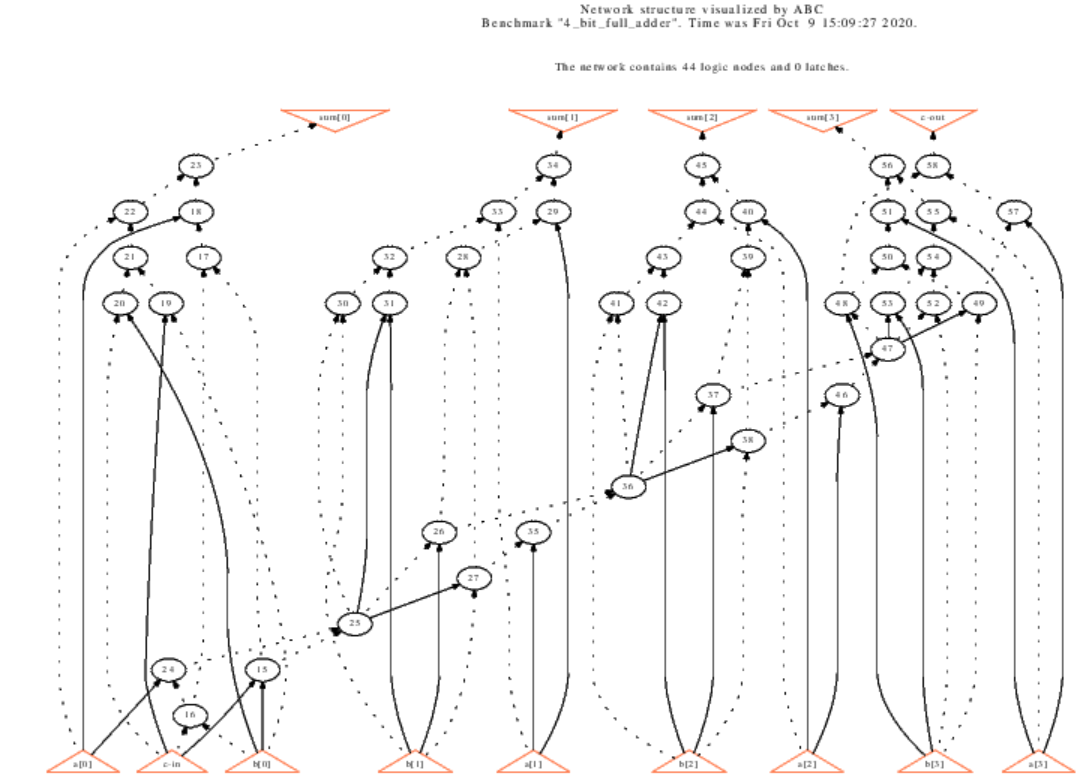 Network structure visualized by ABC
Benchmark "4_bit_full_adder". Time was Fri Oct 9 15:09:27 2020.
The network contains 44 logic nodes and 0 latches.
sum[0] sum[1] sum[2] sum[3] c-out
23 34 45 56 58
22 18 33 29 44 40 51 55 57
21 17 32 28 43 39 50 54
20 19 30 31 41 42 48 53 52 49
47
37 46
38
36
26 35
27
25
24 15
16
a[0] c-in b[0] b[1] a[1] b[2] a[2] b[3] a[3]